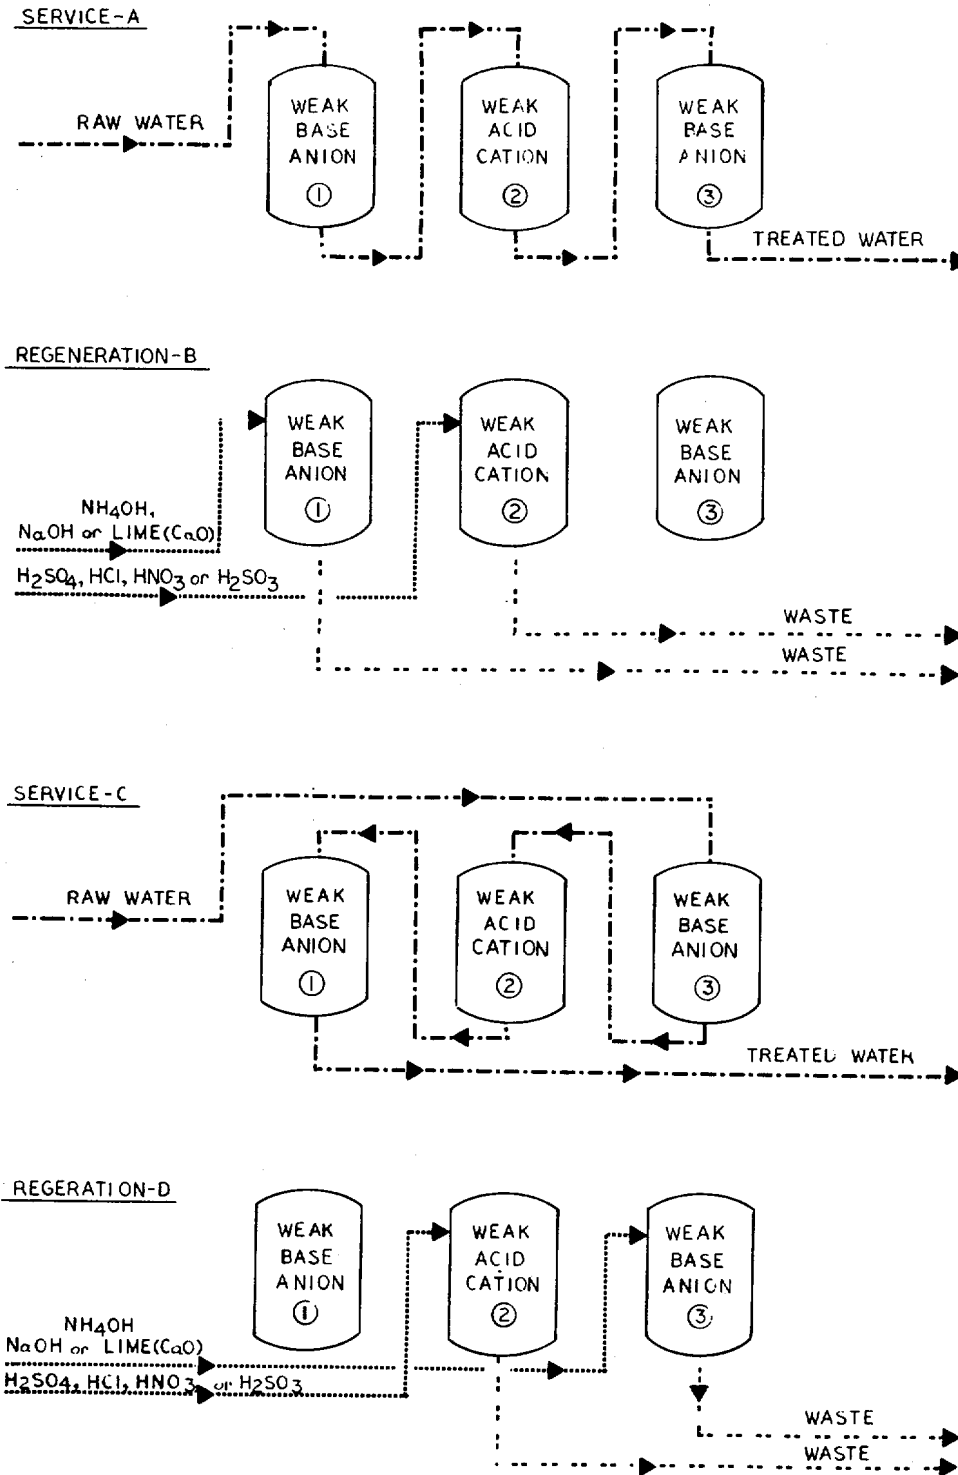 SERVICE-A
RAW WATER
WEAK
BASE
ANION
1
WEAK
ACID
CATION
2
WEAK
BASE
ANION
3
TREATED WATER
REGENERATION-B
WEAK
BASE
ANION
1
WEAK
ACID
CATION
2
WEAK
BASE
ANION
3
NH4OH,
NaOH or LIME(CaO)
H2SO4, HCl, HNO3 or H2SO3
WASTE
WASTE
SERVICE-C
RAW WATER
WEAK
BASE
ANION
1
WEAK
ACID
CATION
2
WEAK
BASE
ANION
3
TREATED WATER
REGERATION-D
WEAK
BASE
ANION
1
WEAK
ACID
CATION
2
WEAK
BASE
ANION
3
NH4OH
NaOH or LIME(CaO)
H2SO4, HCl, HNO3, or H2SO3
WASTE
WASTE